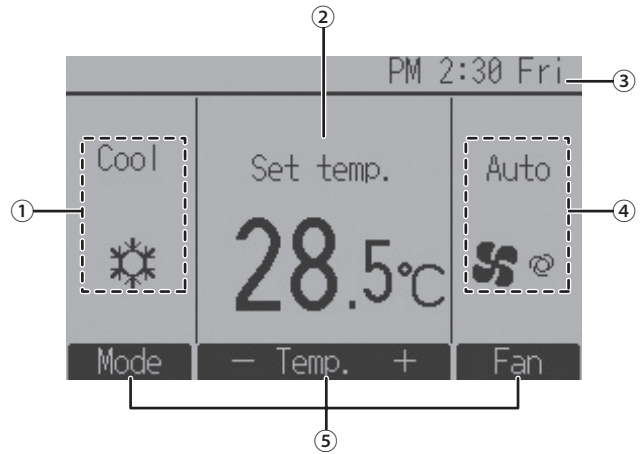 ②
PM 2:30 Fri
③
Cool
Set temp.
Auto
①
④
28.5°C
Mode
− Temp. +
Fan
⑤